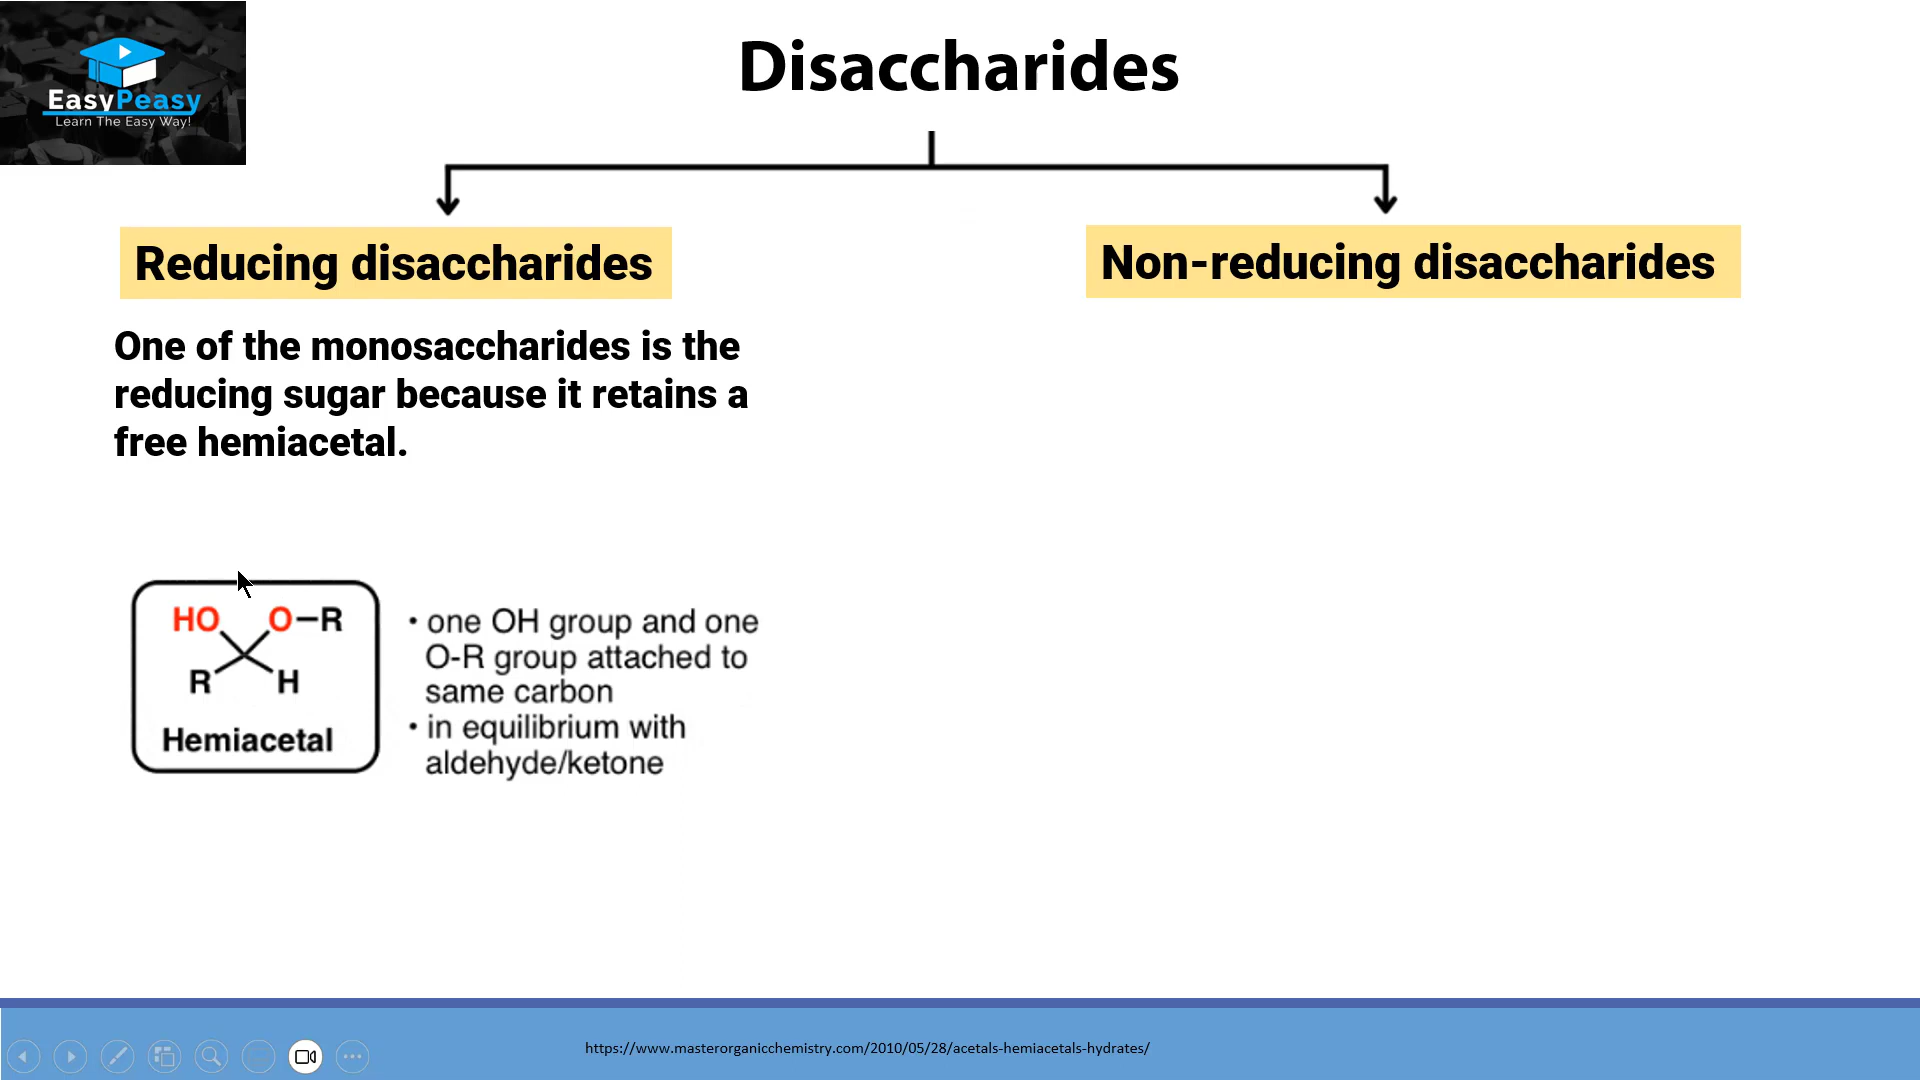 EasyPeasy
Learn The Easy Way!
Disaccharides
Reducing disaccharides
Non-reducing disaccharides
One of the monosaccharides is the
reducing sugar because it retains a
free hemiacetal.
HO O–R
R H
Hemiacetal
• one OH group and one
O-R group attached to
same carbon
• in equilibrium with
aldehyde/ketone
https://www.masterorganicchemistry.com/2010/05/28/acetals-hemiacetals-hydrates/